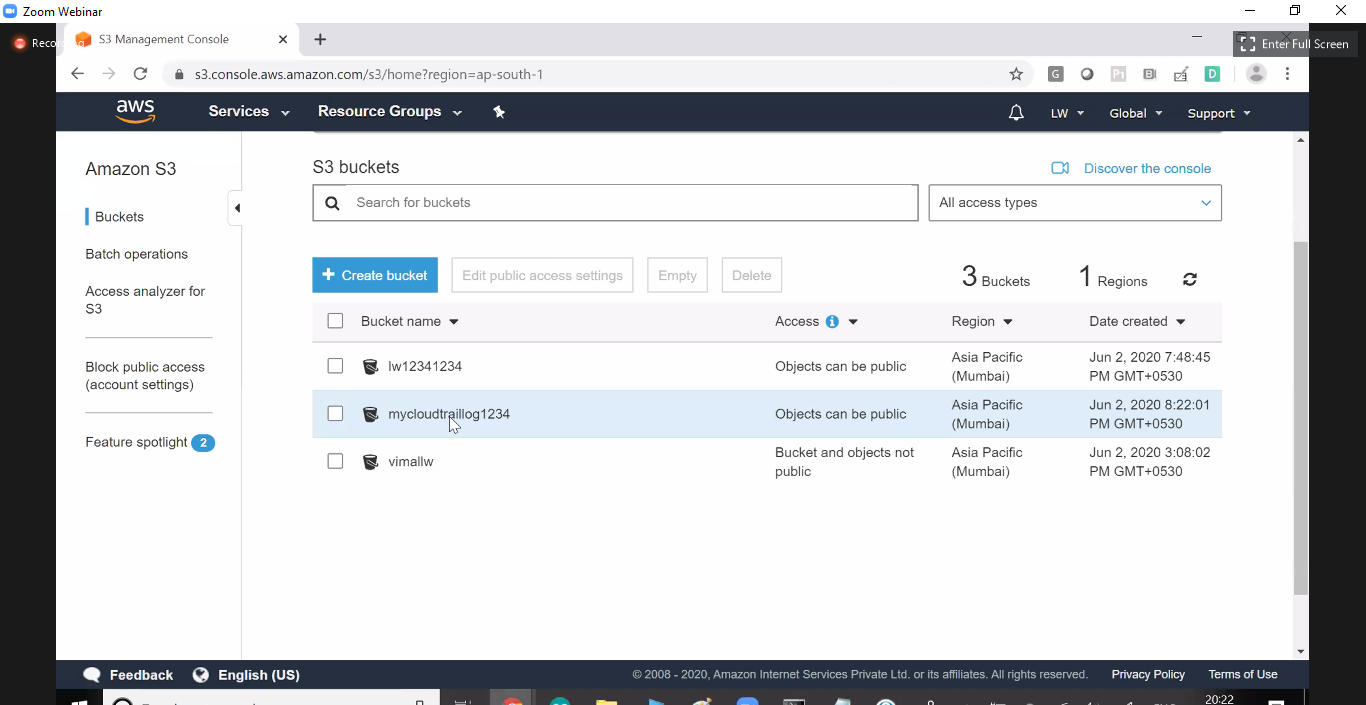 Zoom Webinar
S3 Management Console
Enter Full Screen
s3.console.aws.amazon.com/s3/home?region=ap-south-1
aws
Services
Resource Groups
LW
Global
Support
Amazon S3
Buckets
Batch operations
Access analyzer for
S3
Block public access
(account settings)
Feature spotlight 2
S3 buckets
Discover the console
Search for buckets
All access types
+ Create bucket
Edit public access settings
Empty
Delete
3 Buckets
1 Regions
Bucket name
Access
Region
Date created
lw12341234
Objects can be public
Asia Pacific
(Mumbai)
Jun 2, 2020 7:48:45
PM GMT+0530
mycloudtraillog1234
Objects can be public
Asia Pacific
(Mumbai)
Jun 2, 2020 8:22:01
PM GMT+0530
vimallw
Bucket and objects not
public
Asia Pacific
(Mumbai)
Jun 2, 2020 3:08:02
PM GMT+0530
Feedback
English (US)
© 2008 - 2020, Amazon Internet Services Private Ltd. or its affiliates. All rights reserved.
Privacy Policy
Terms of Use
20:22